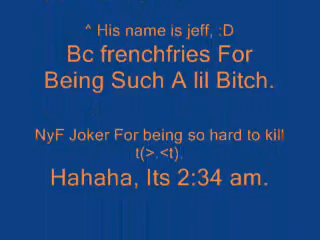 ^ His name is jeff, :D
Bc frenchfries For
Being Such A lil Bitch.
NyF Joker For being so hard to kill
t(>.<t).
Hahaha, Its 2:34 am.